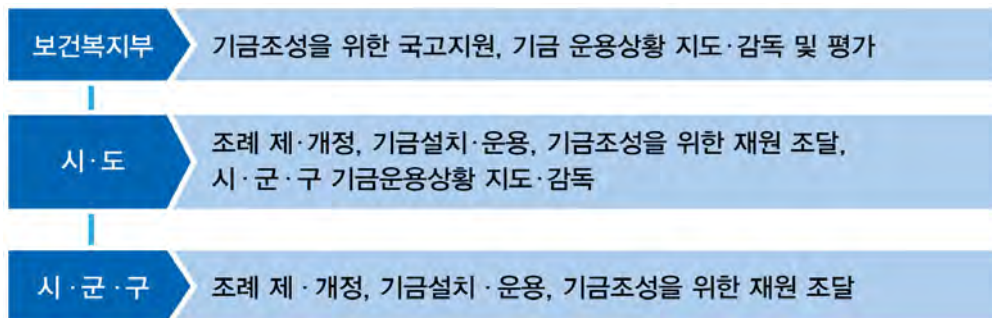 보건복지부
기금조성을 위한 국고지원, 기금 운용상황 지도·감독 및 평가
시·도
조례 제·개정, 기금설치·운용, 기금조성을 위한 재원 조달,
시·군·구 기금운용상황 지도·감독
시·군·구
조례 제·개정, 기금설치·운용, 기금조성을 위한 재원 조달